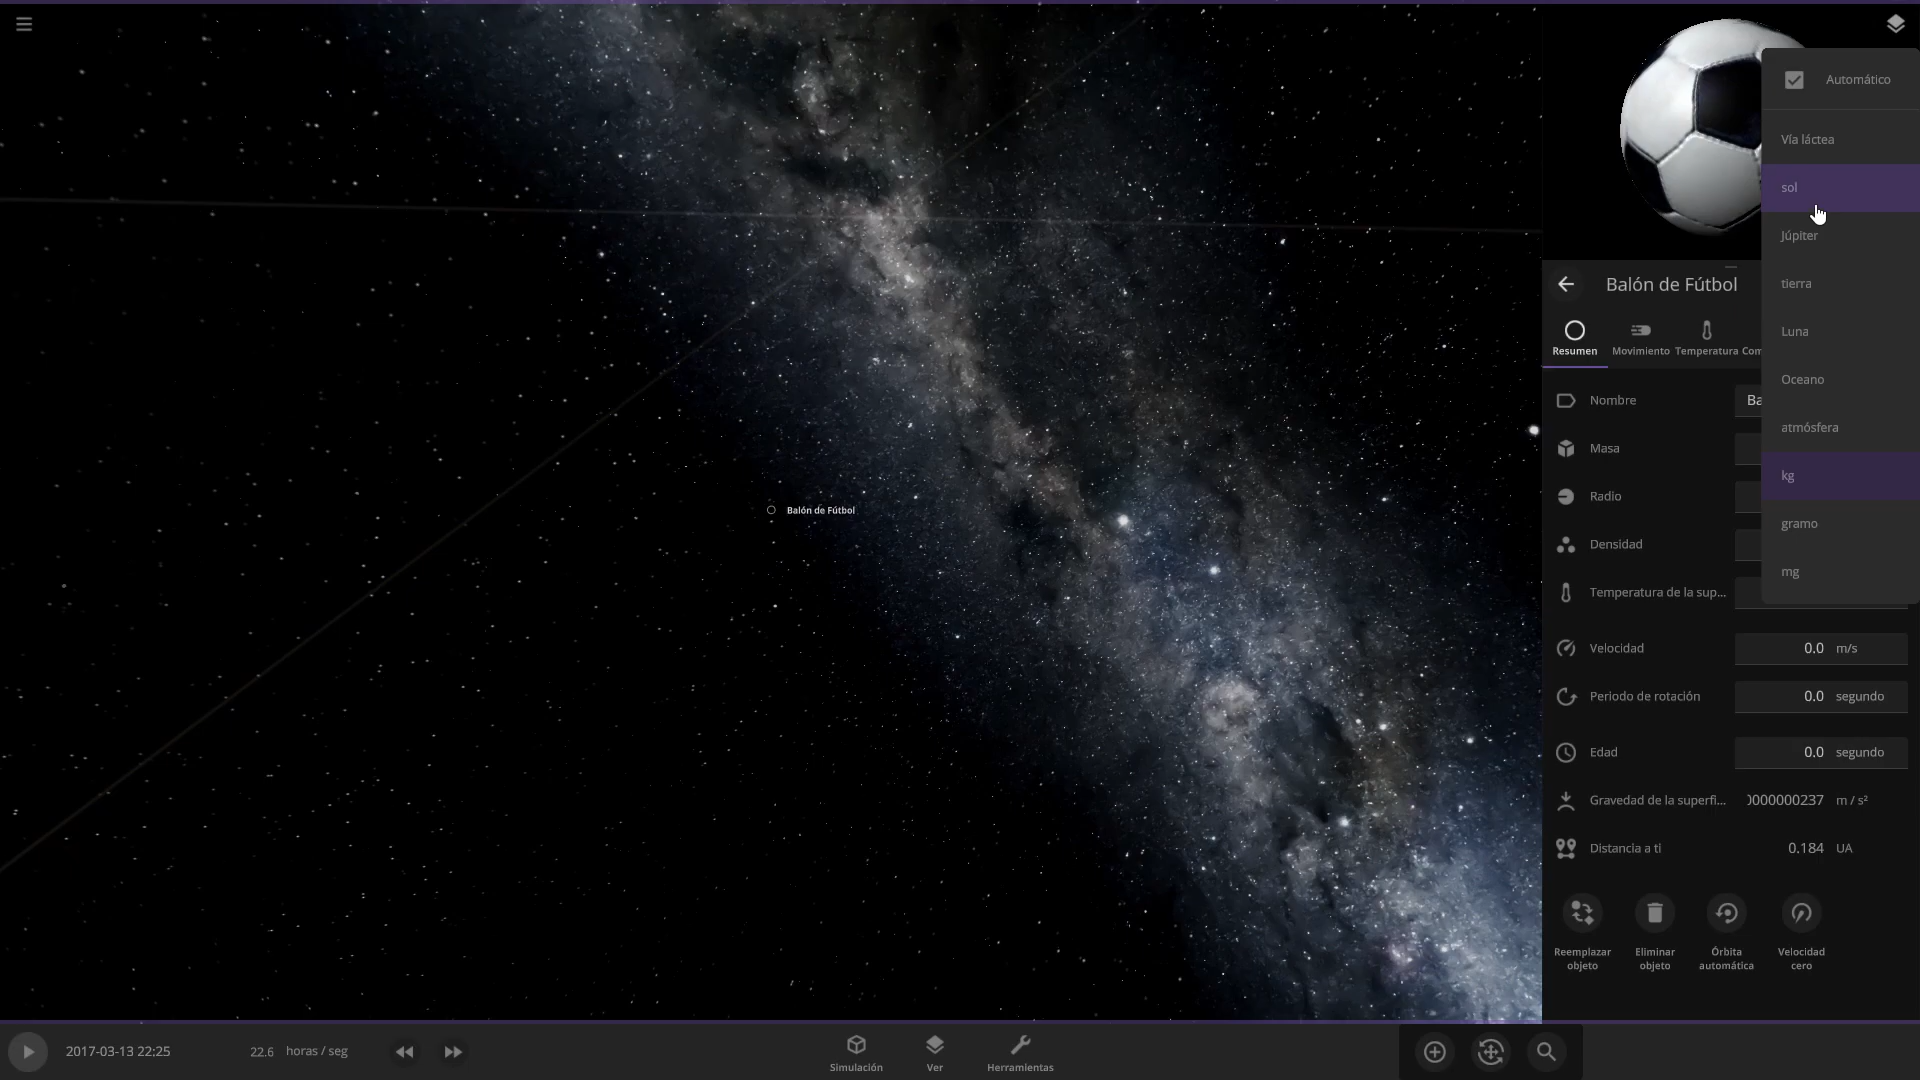 Automático
Vía láctea
sol
Júpiter
tierra
Luna
Oceano
atmósfera
kg
gramo
mg
Balón de Fútbol
Resumen
Movimiento
Temperatura
Com
Nombre
Ba
Masa
Radio
Densidad
Temperatura de la sup...
Velocidad 0.0 m/s
Periodo de rotación 0.0 segundo
Edad 0.0 segundo
Gravedad de la superfi... 0000000237 m / s²
Distancia a ti 0.184 UA
Reemplazar objeto
Eliminar objeto
Órbita automática
Velocidad cero
Balón de Fútbol
2017-03-13 22:25
22.6 horas / seg
Simulación
Ver
Herramientas